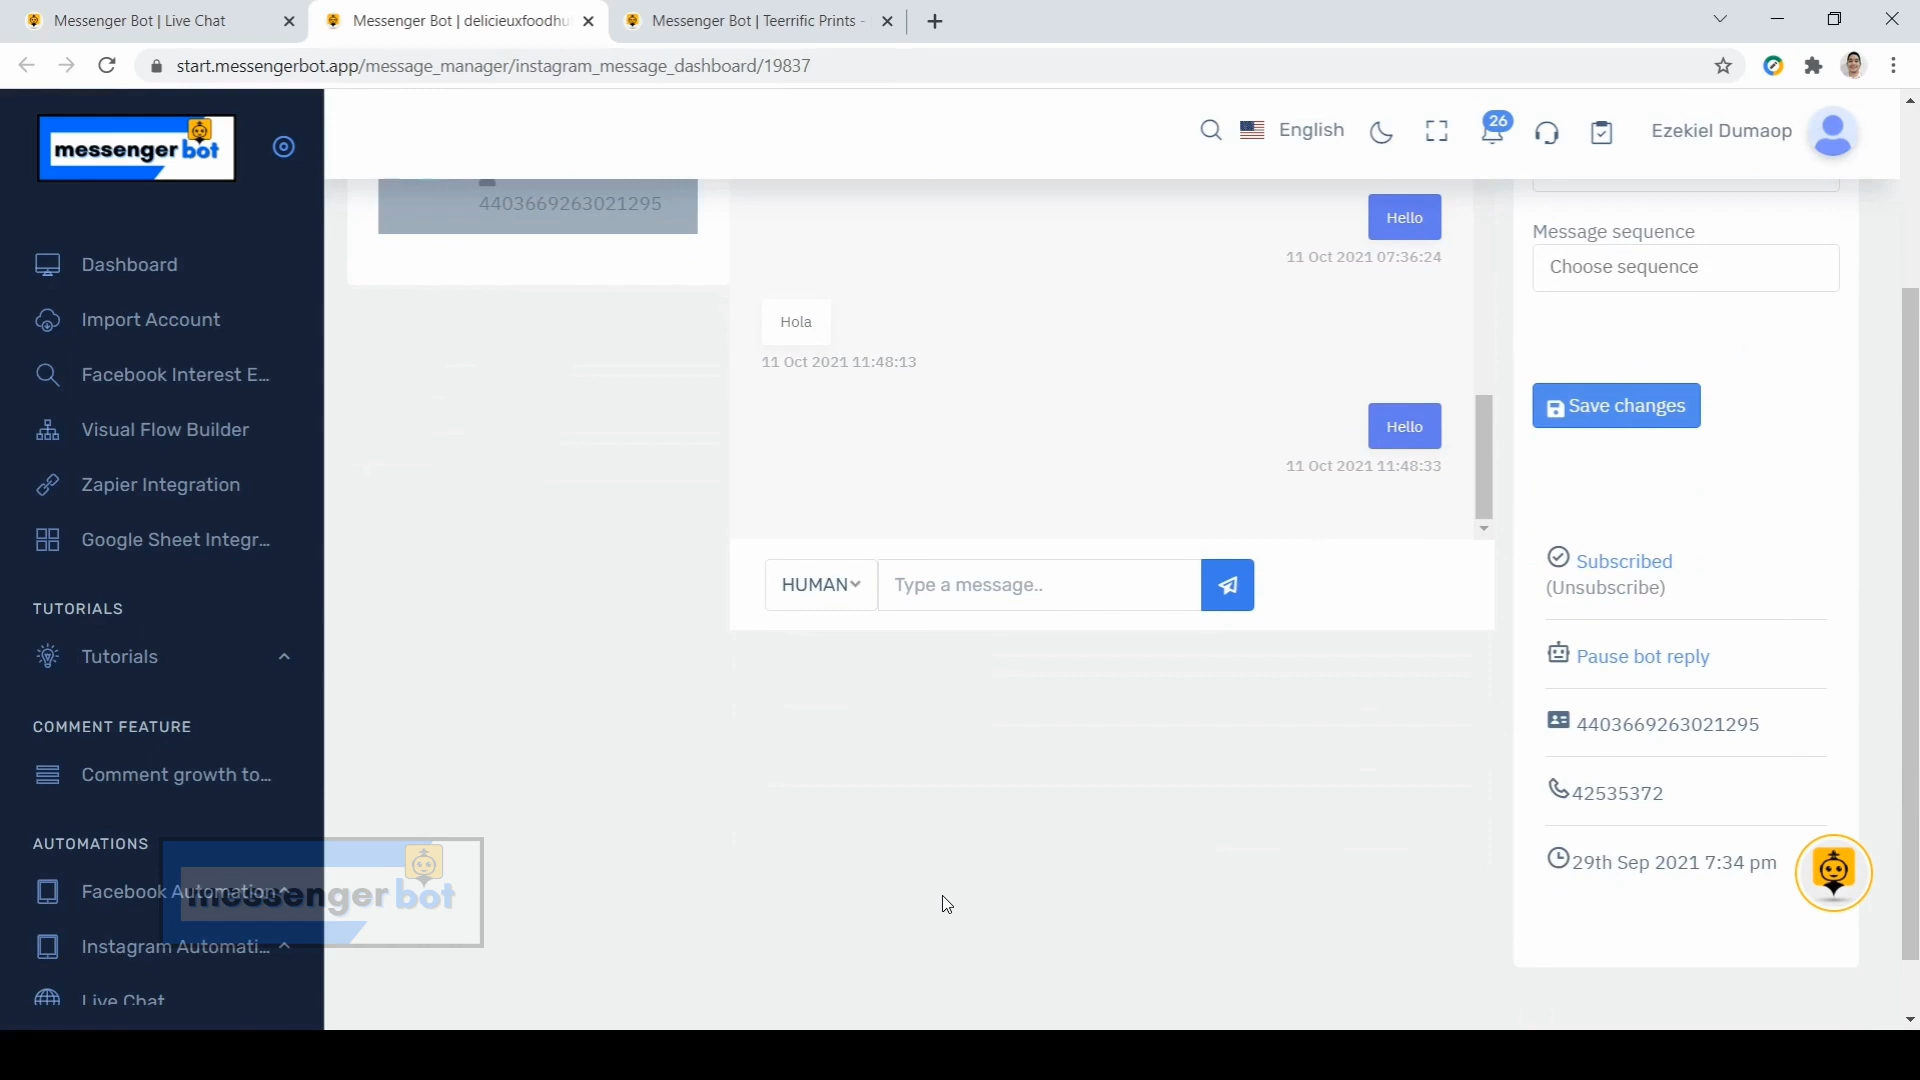 Messenger Bot | Live Chat
Messenger Bot | delicieuxfoodhu
Messenger Bot | Teerrific Prints -
start.messengerbot.app/message_manager/instagram_message_dashboard/19837
messenger bot
English
26
Ezekiel Dumaop
Dashboard
Import Account
Facebook Interest E...
Visual Flow Builder
Zapier Integration
Google Sheet Integr...
TUTORIALS
Tutorials
COMMENT FEATURE
Comment growth to...
AUTOMATIONS
Facebook Automation
Instagram Automati...
Live Chat
messenger bot
4403669263021295
Hello
11 Oct 2021 07:36:24
Hola
11 Oct 2021 11:48:13
Hello
11 Oct 2021 11:48:33
HUMAN
Type a message..
Message sequence
Choose sequence
Save changes
Subscribed
(Unsubscribe)
Pause bot reply
4403669263021295
42535372
29th Sep 2021 7:34 pm